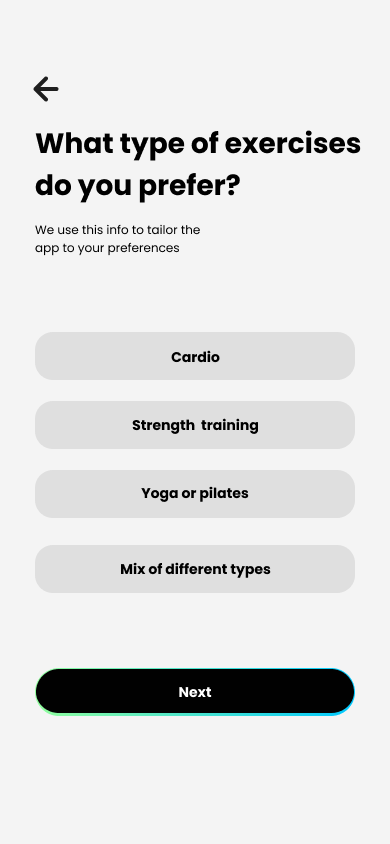 What type of exercises
do you prefer?
We use this info to tailor the
app to your preferences
Cardio
Strength  training
Yoga or pilates
Mix of different types
Next